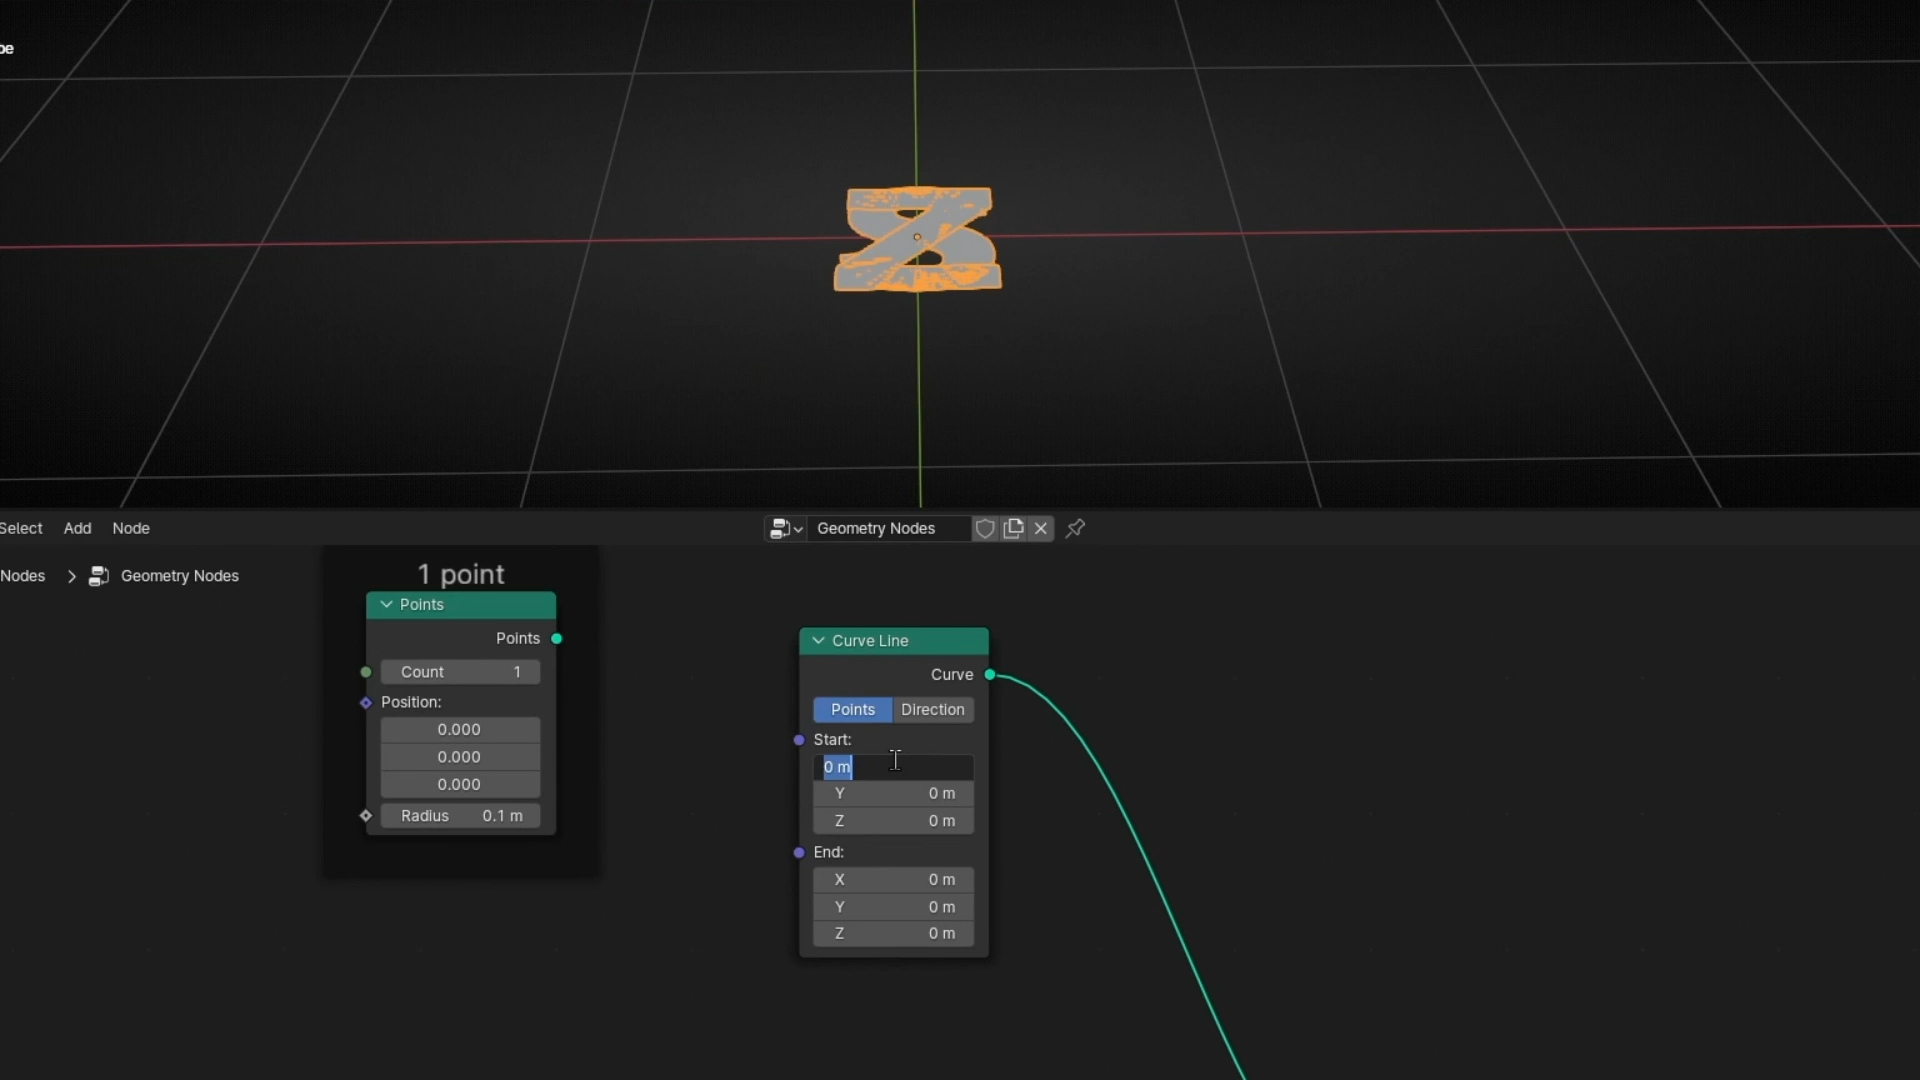 be
Select Add Node
Geometry Nodes
Nodes > Geometry Nodes
1 point
Points
Points
Count 1
Position:
0.000
0.000
0.000
Radius 0.1 m
Curve Line
Curve
Points Direction
Start:
0 m
Y 0 m
Z 0 m
End:
X 0 m
Y 0 m
Z 0 m